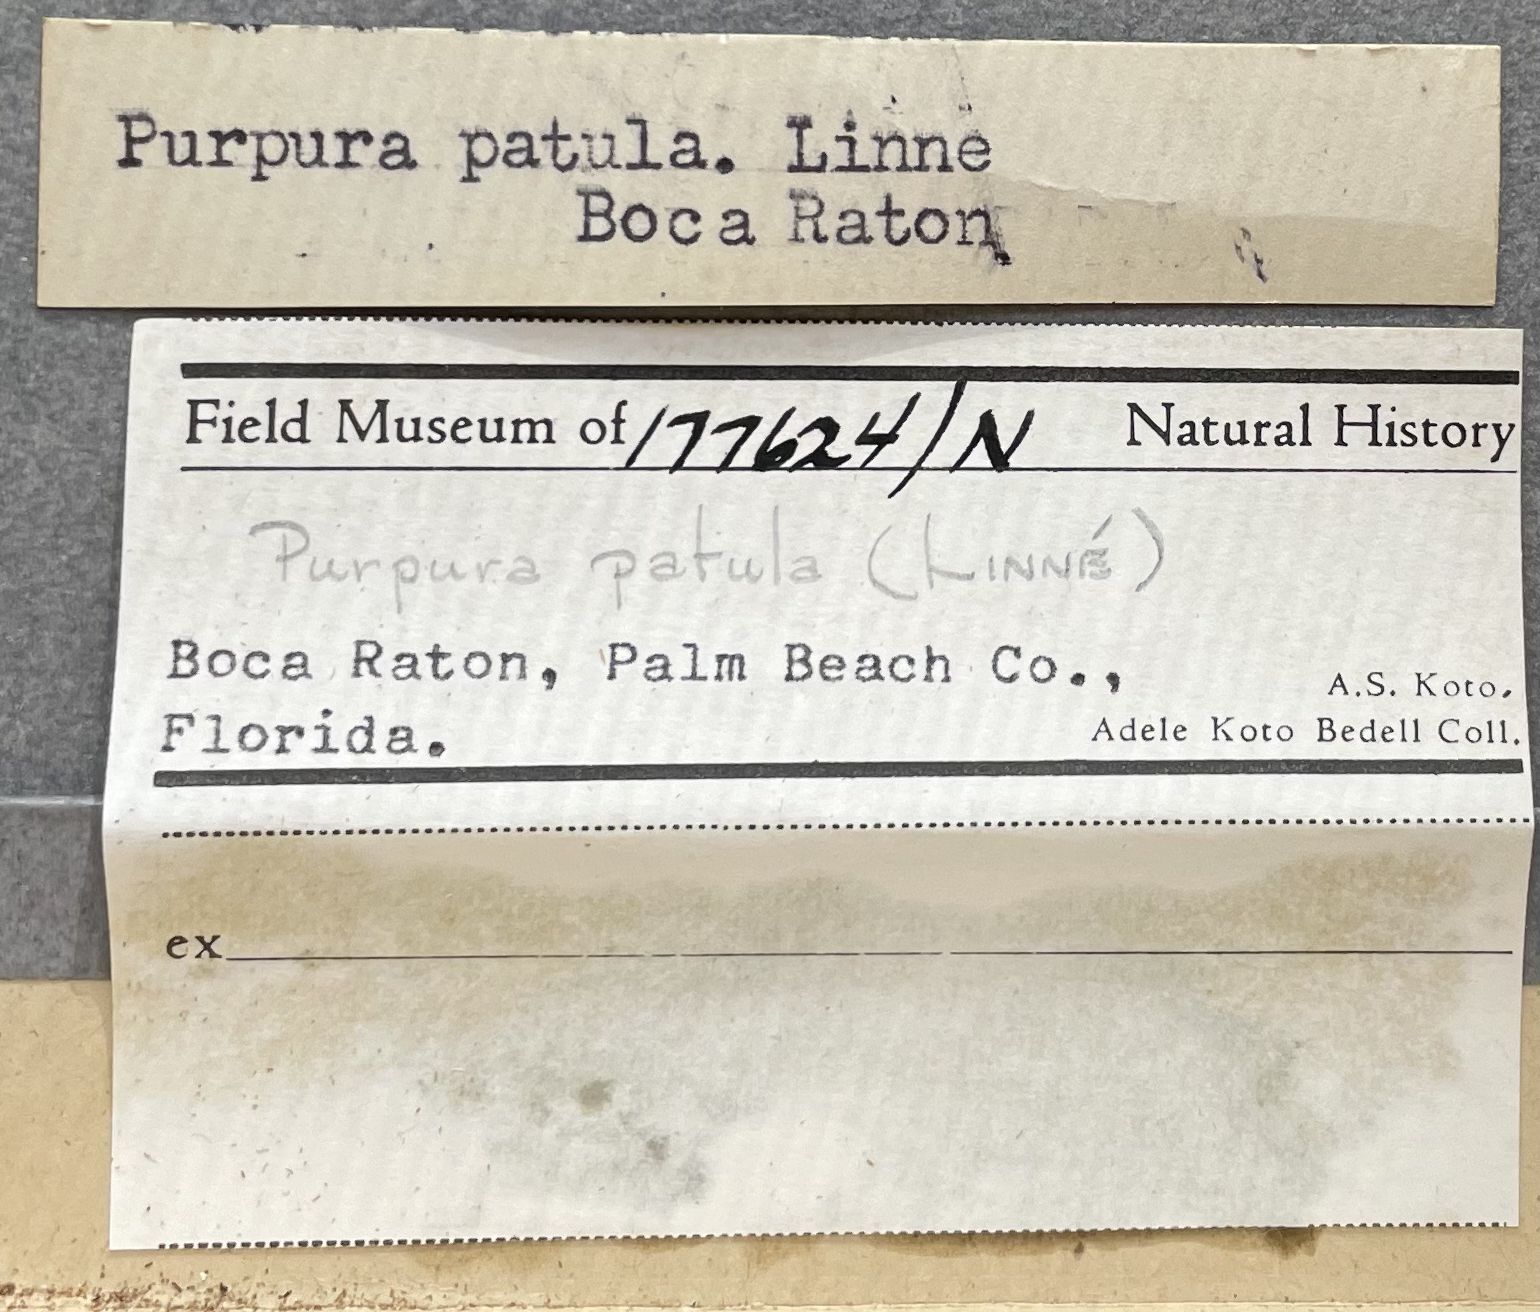 Purpura patula. Linne
Boca Raton
Field Museum of 177624/N Natural History
Purpura patula (LINNÉ)
Boca Raton, Palm Beach Co.,
Florida.
A.S. Koto.
Adele Koto Bedell Coll.
ex